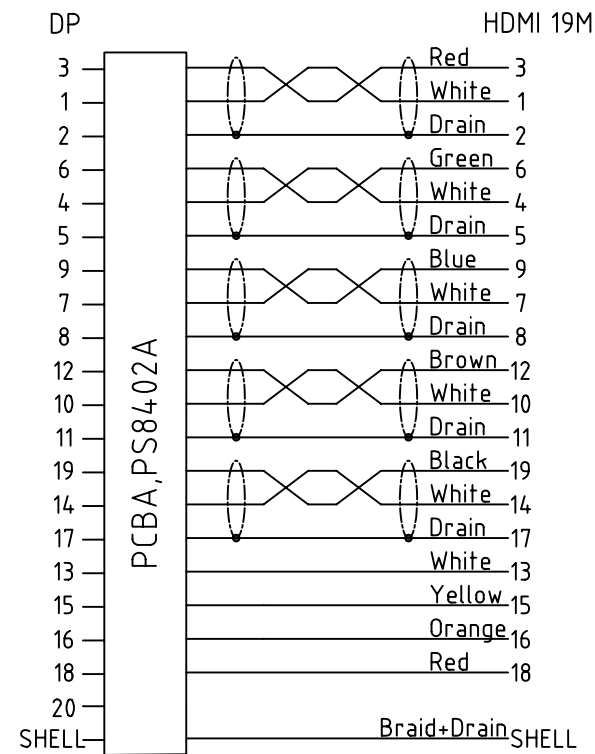 DP HDMI 19M
3 Red 3
1 White 1
2 Drain 2
6 Green 6
4 White 4
5 Drain 5
9 Blue 9
7 White 7
8 Drain 8
12 Brown 12
10 White 10
11 Drain 11
19 Black 19
14 White 14
17 Drain 17
13 White 13
15 Yellow 15
16 Orange 16
18 Red 18
20
SHELL Braid+Drain SHELL
PCBA,PS8402A